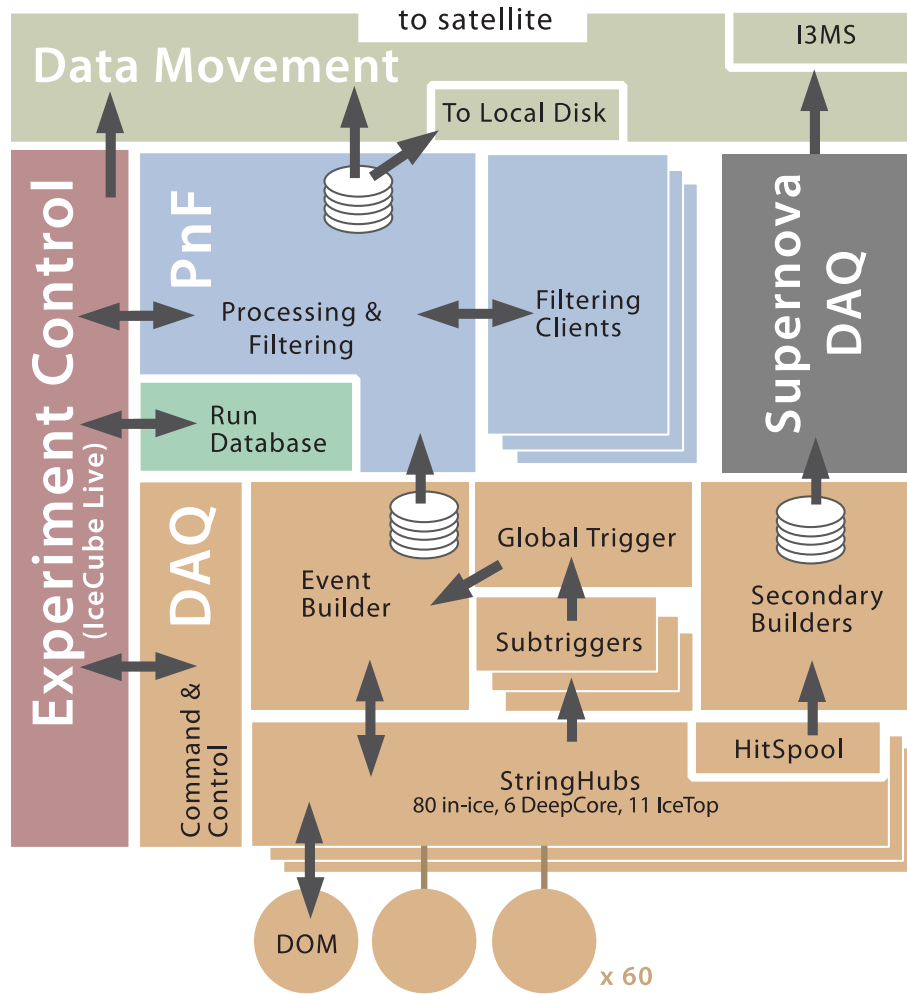 to satellite
I3MS
Data Movement
To Local Disk
Experiment Control
(IceCube Live)
PnF
Processing &
Filtering
Filtering
Clients
Supernova
DAQ
Run
Database
DAQ
Command &
Control
Event
Builder
Global Trigger
Subtriggers
Secondary
Builders
HitSpool
StringHubs
80 in-ice, 6 DeepCore, 11 IceTop
DOM
x 60